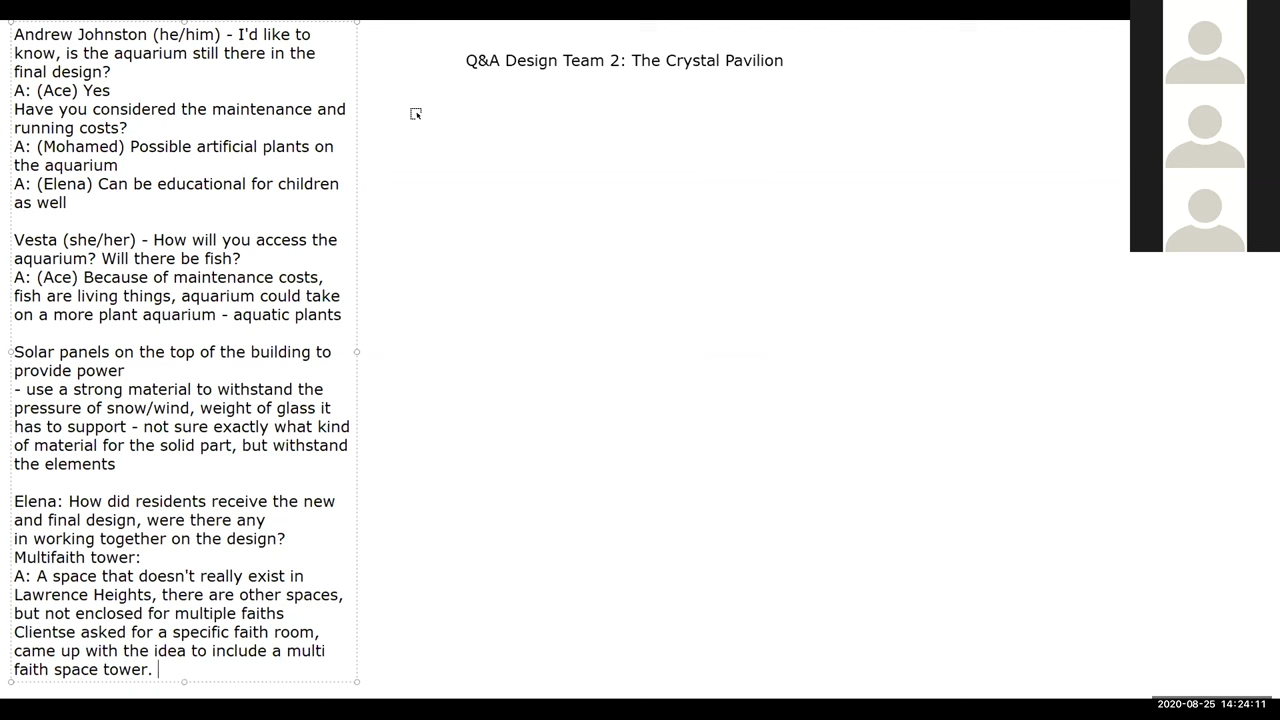 Andrew Johnston (he/him) - I'd like to
know, is the aquarium still there in the
final design?
A: (Ace) Yes
Have you considered the maintenance and
running costs?
A: (Mohamed) Possible artificial plants on
the aquarium
A: (Elena) Can be educational for children
as well
Vesta (she/her) - How will you access the
aquarium? Will there be fish?
A: (Ace) Because of maintenance costs,
fish are living things, aquarium could take
on a more plant aquarium - aquatic plants
Solar panels on the top of the building to
provide power
- use a strong material to withstand the
pressure of snow/wind, weight of glass it
has to support - not sure exactly what kind
of material for the solid part, but withstand
the elements
Elena: How did residents receive the new
and final design, were there any
in working together on the design?
Multifaith tower:
A: A space that doesn't really exist in
Lawrence Heights, there are other spaces,
but not enclosed for multiple faiths
Clientse asked for a specific faith room,
came up with the idea to include a multi
faith space tower.
Q&A Design Team 2: The Crystal Pavilion
2020-08-25 14:24:11